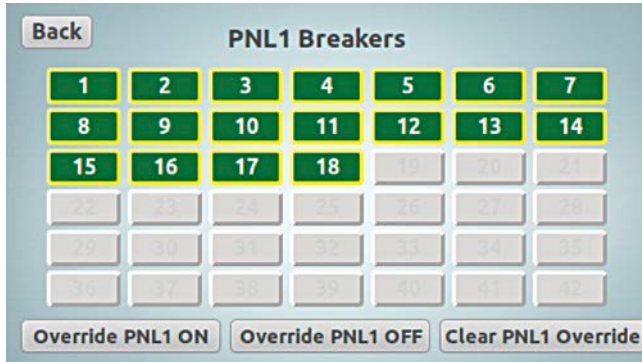 Back
PNL1 Breakers
1 2 3 4 5 6 7
8 9 10 11 12 13 14
15 16 17 18 19 20 21
22 23 24 25 26 27 28
29 30 31 32 33 34 35
36 37 38 39 40 41 42
Override PNL1 ON Override PNL1 OFF Clear PNL1 Override